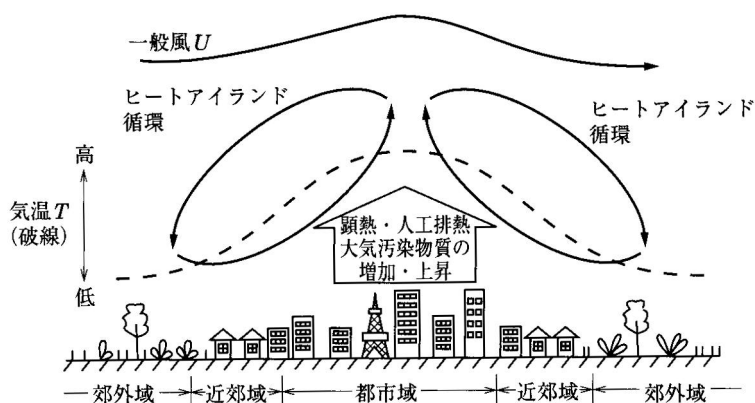 一般風U
ヒートアイランド
循環
ヒートアイランド
循環
高
気温T
(破線)
低
顕熱・人工排熱
大気汚染物質の
増加・上昇
郊外域
近郊域
都市域
近郊域
郊外域